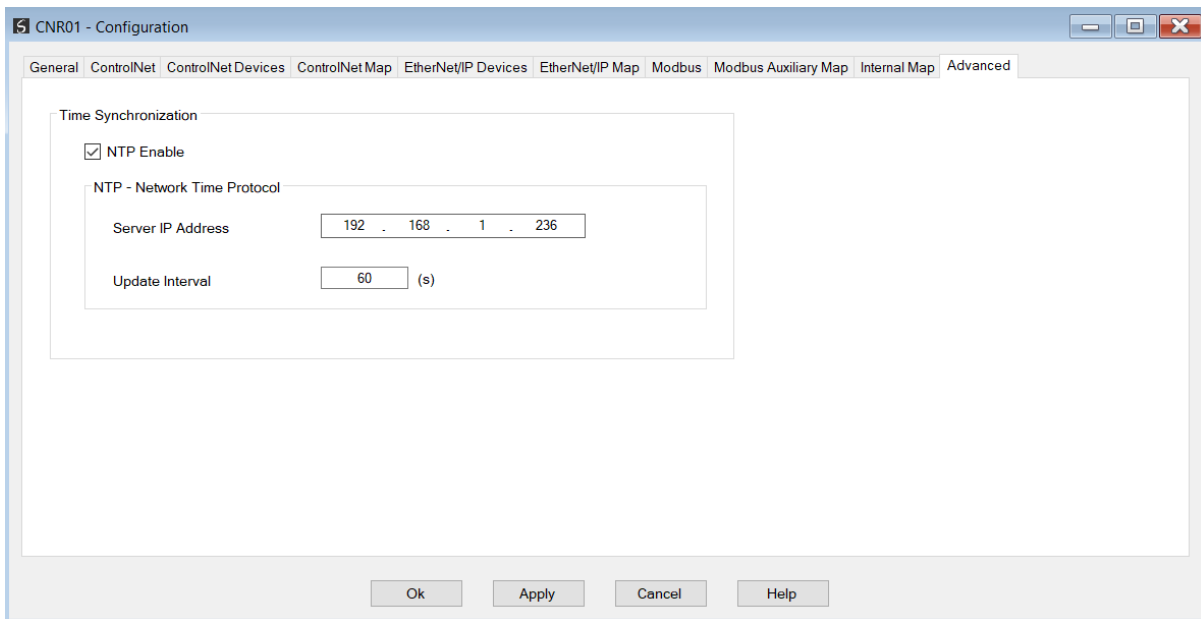 CNR01 - Configuration
General ControlNet ControlNet Devices ControlNet Map EtherNet/IP Devices EtherNet/IP Map Modbus Modbus Auxiliary Map Internal Map Advanced
Time Synchronization
NTP Enable
NTP - Network Time Protocol
Server IP Address 192 . 168 . 1 . 236
Update Interval 60 (s)
Ok Apply Cancel Help